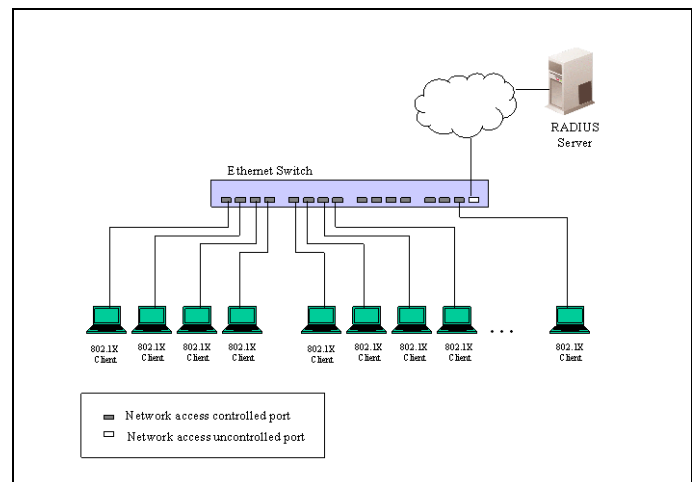 RADIUS
Server
Ethernet Switch
802.1X
Client
802.1X
Client
802.1X
Client
802.1X
Client
802.1X
Client
802.1X
Client
802.1X
Client
802.1X
Client
. . .
802.1X
Client
Network access controlled port
Network access uncontrolled port